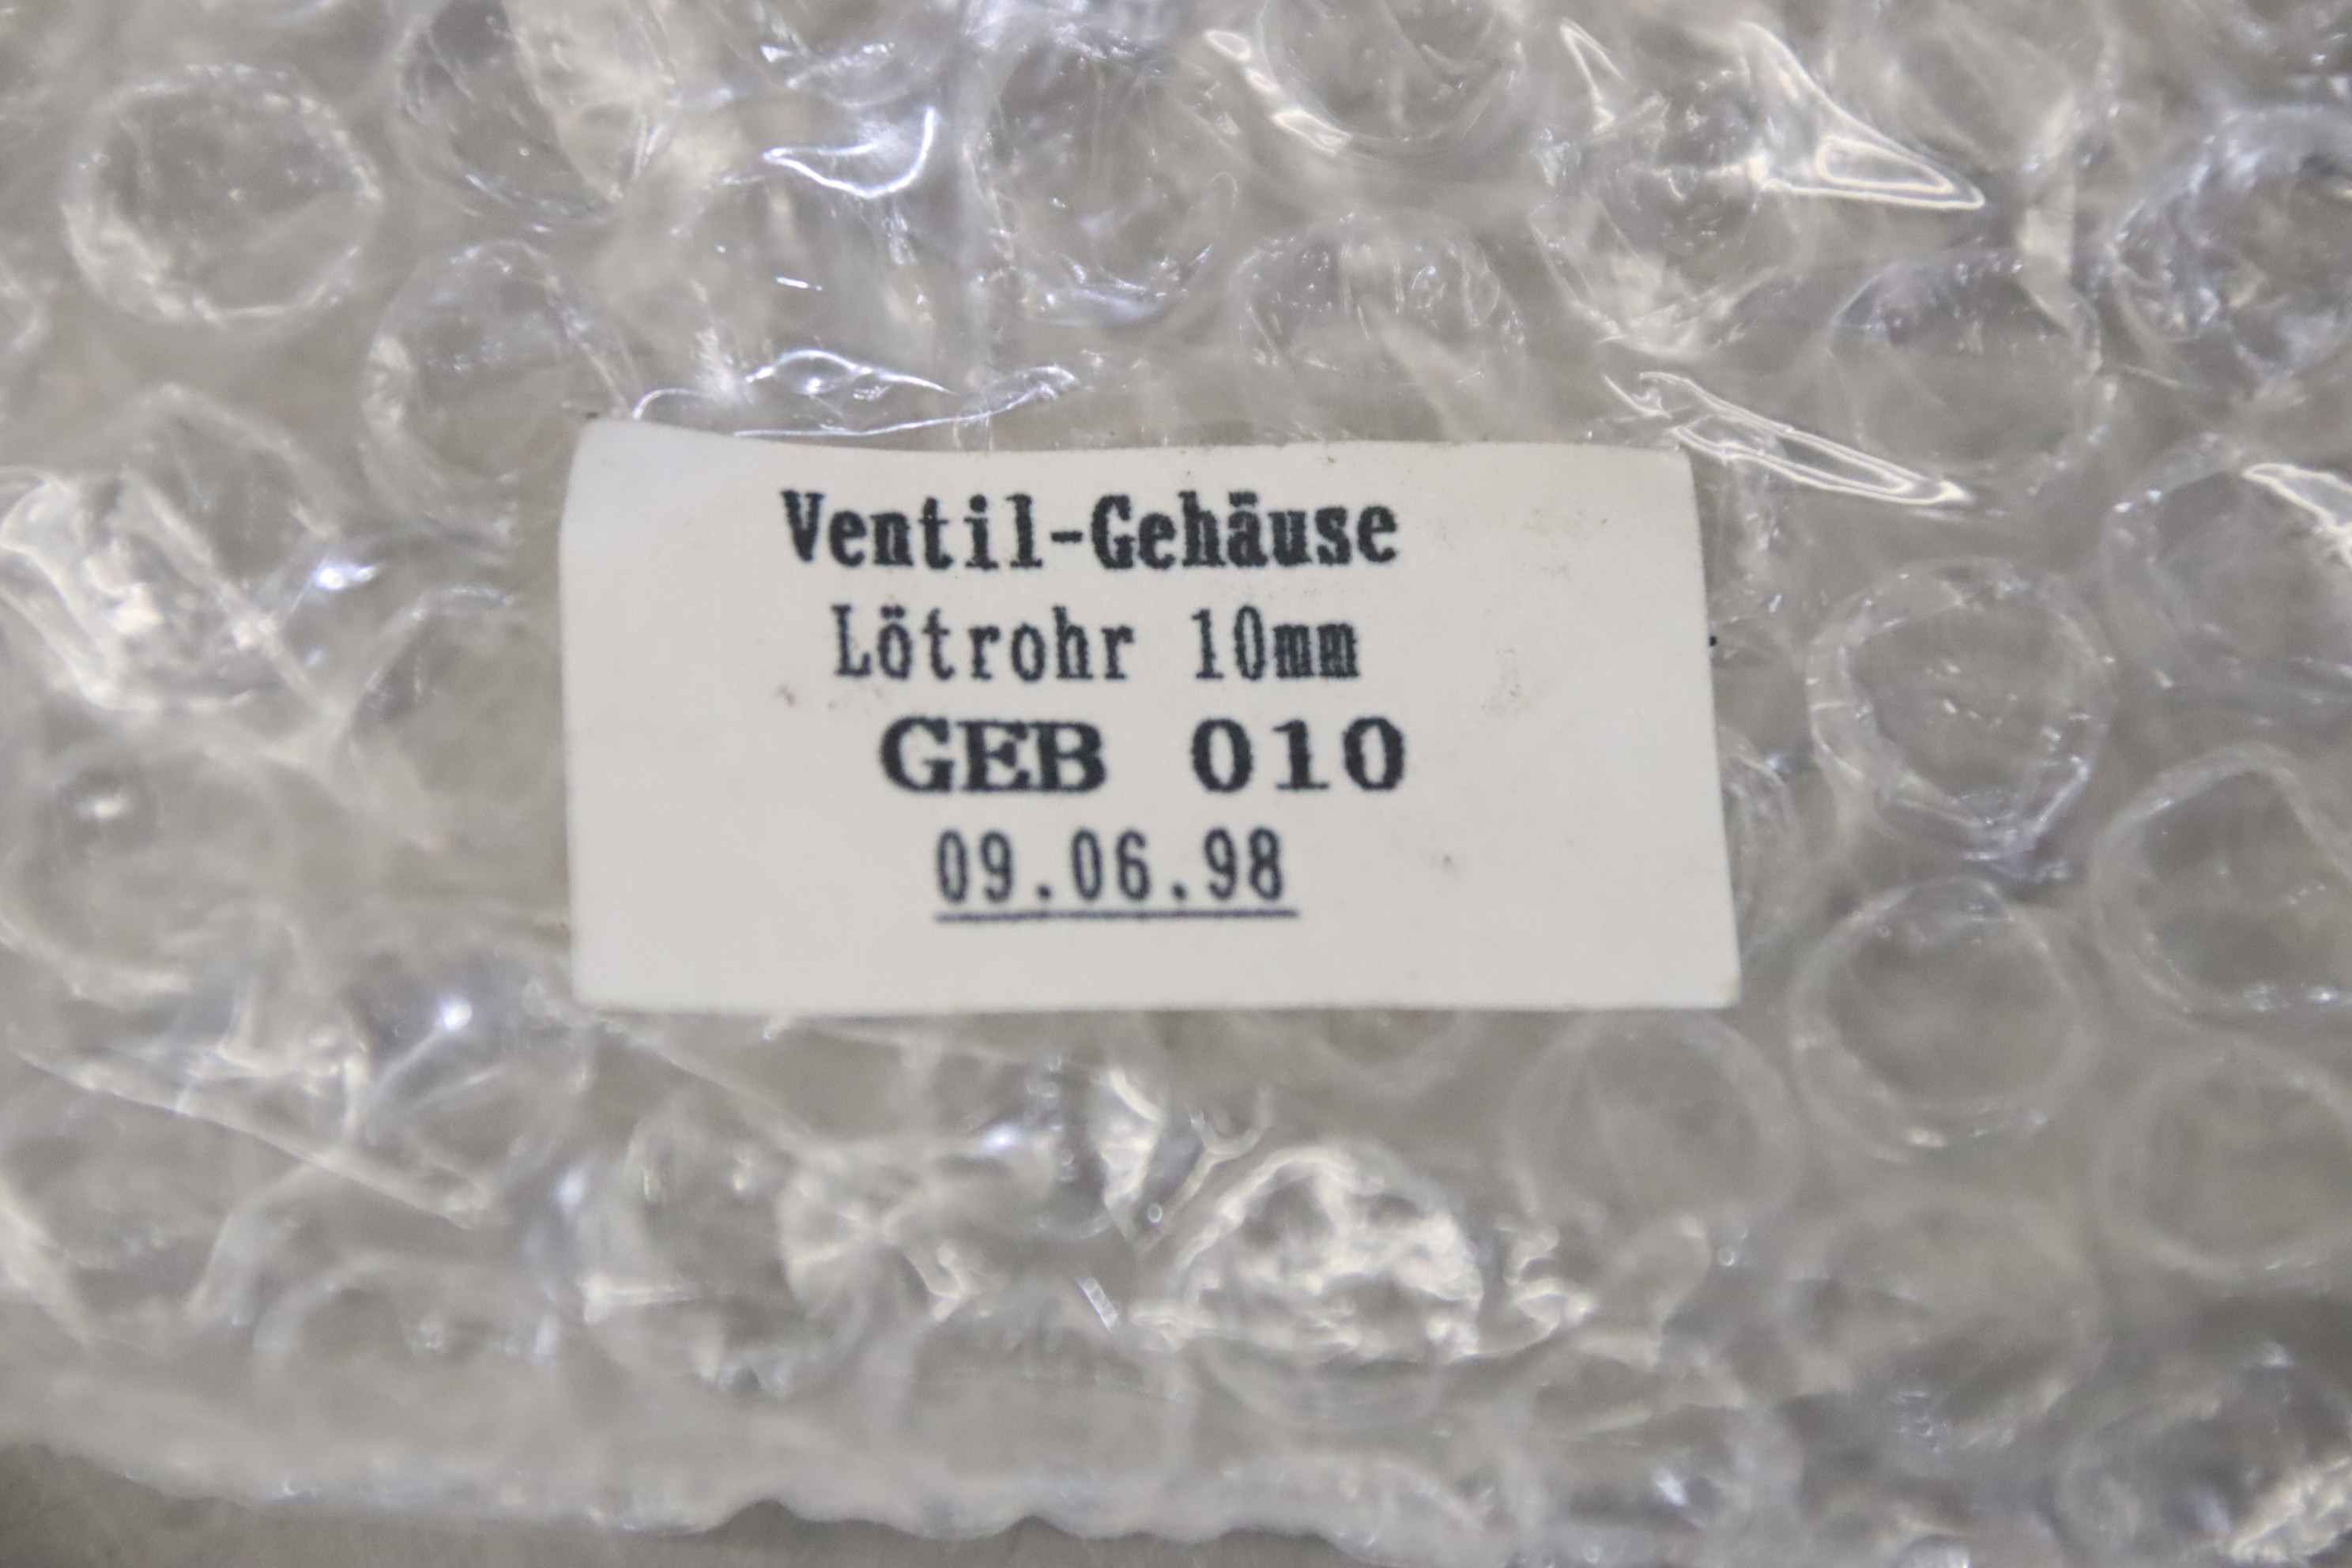 Ventil-Gehäuse
Lötrohr 10mm
GEB 010
09.06.98